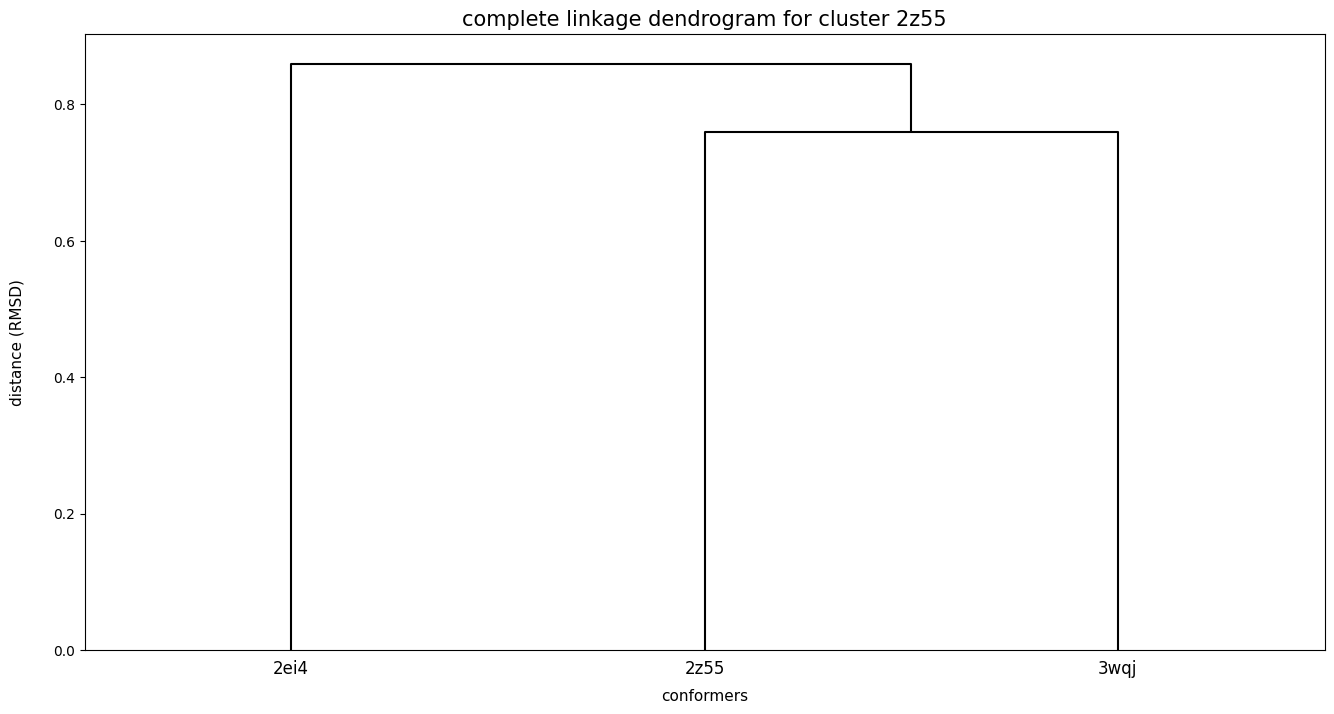 complete linkage dendrogram for cluster 2z55
0.8
0.6
0.4
0.2
0.0
distance (RMSD)
2ei4 2z55 3wqj
conformers